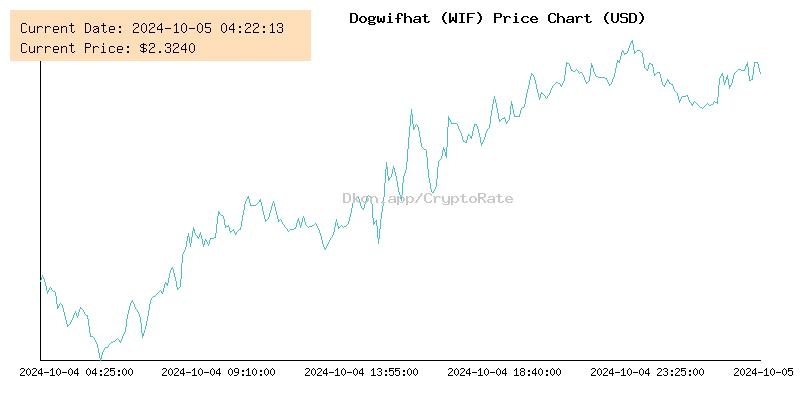 Dogwifhat (WIF) Price Chart (USD)
Current Date: 2024-10-05 04:22:13
Current Price: $2.3240
Dkon.app/CryptoRate
2024-10-04 04:25:00 2024-10-04 09:10:00 2024-10-04 13:55:00 2024-10-04 18:40:00 2024-10-04 23:25:00 2024-10-05